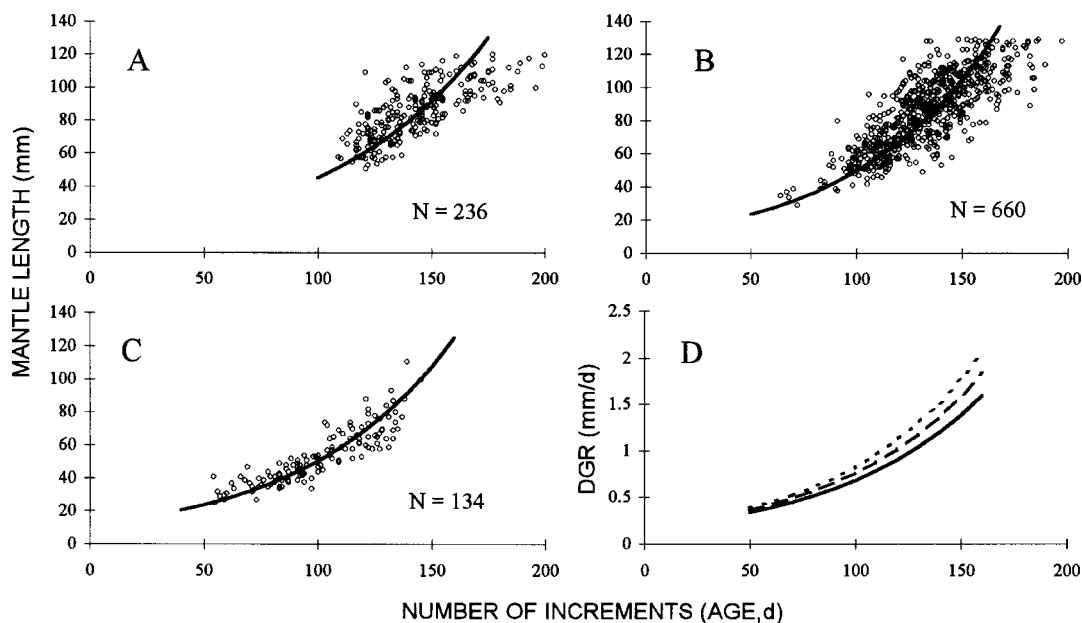 MANTLE LENGTH (mm)
A
140
120
100
80
60
40
20
0
N = 236
0 50 100 150 200
B
140
120
100
80
60
40
20
0
N = 660
0 50 100 150 200
C
140
120
100
80
60
40
20
0
N = 134
0 50 100 150 200
D
DGR (mm/d)
2.5
2
1.5
1
0.5
0
0 50 100 150 200
NUMBER OF INCREMENTS (AGE,d)